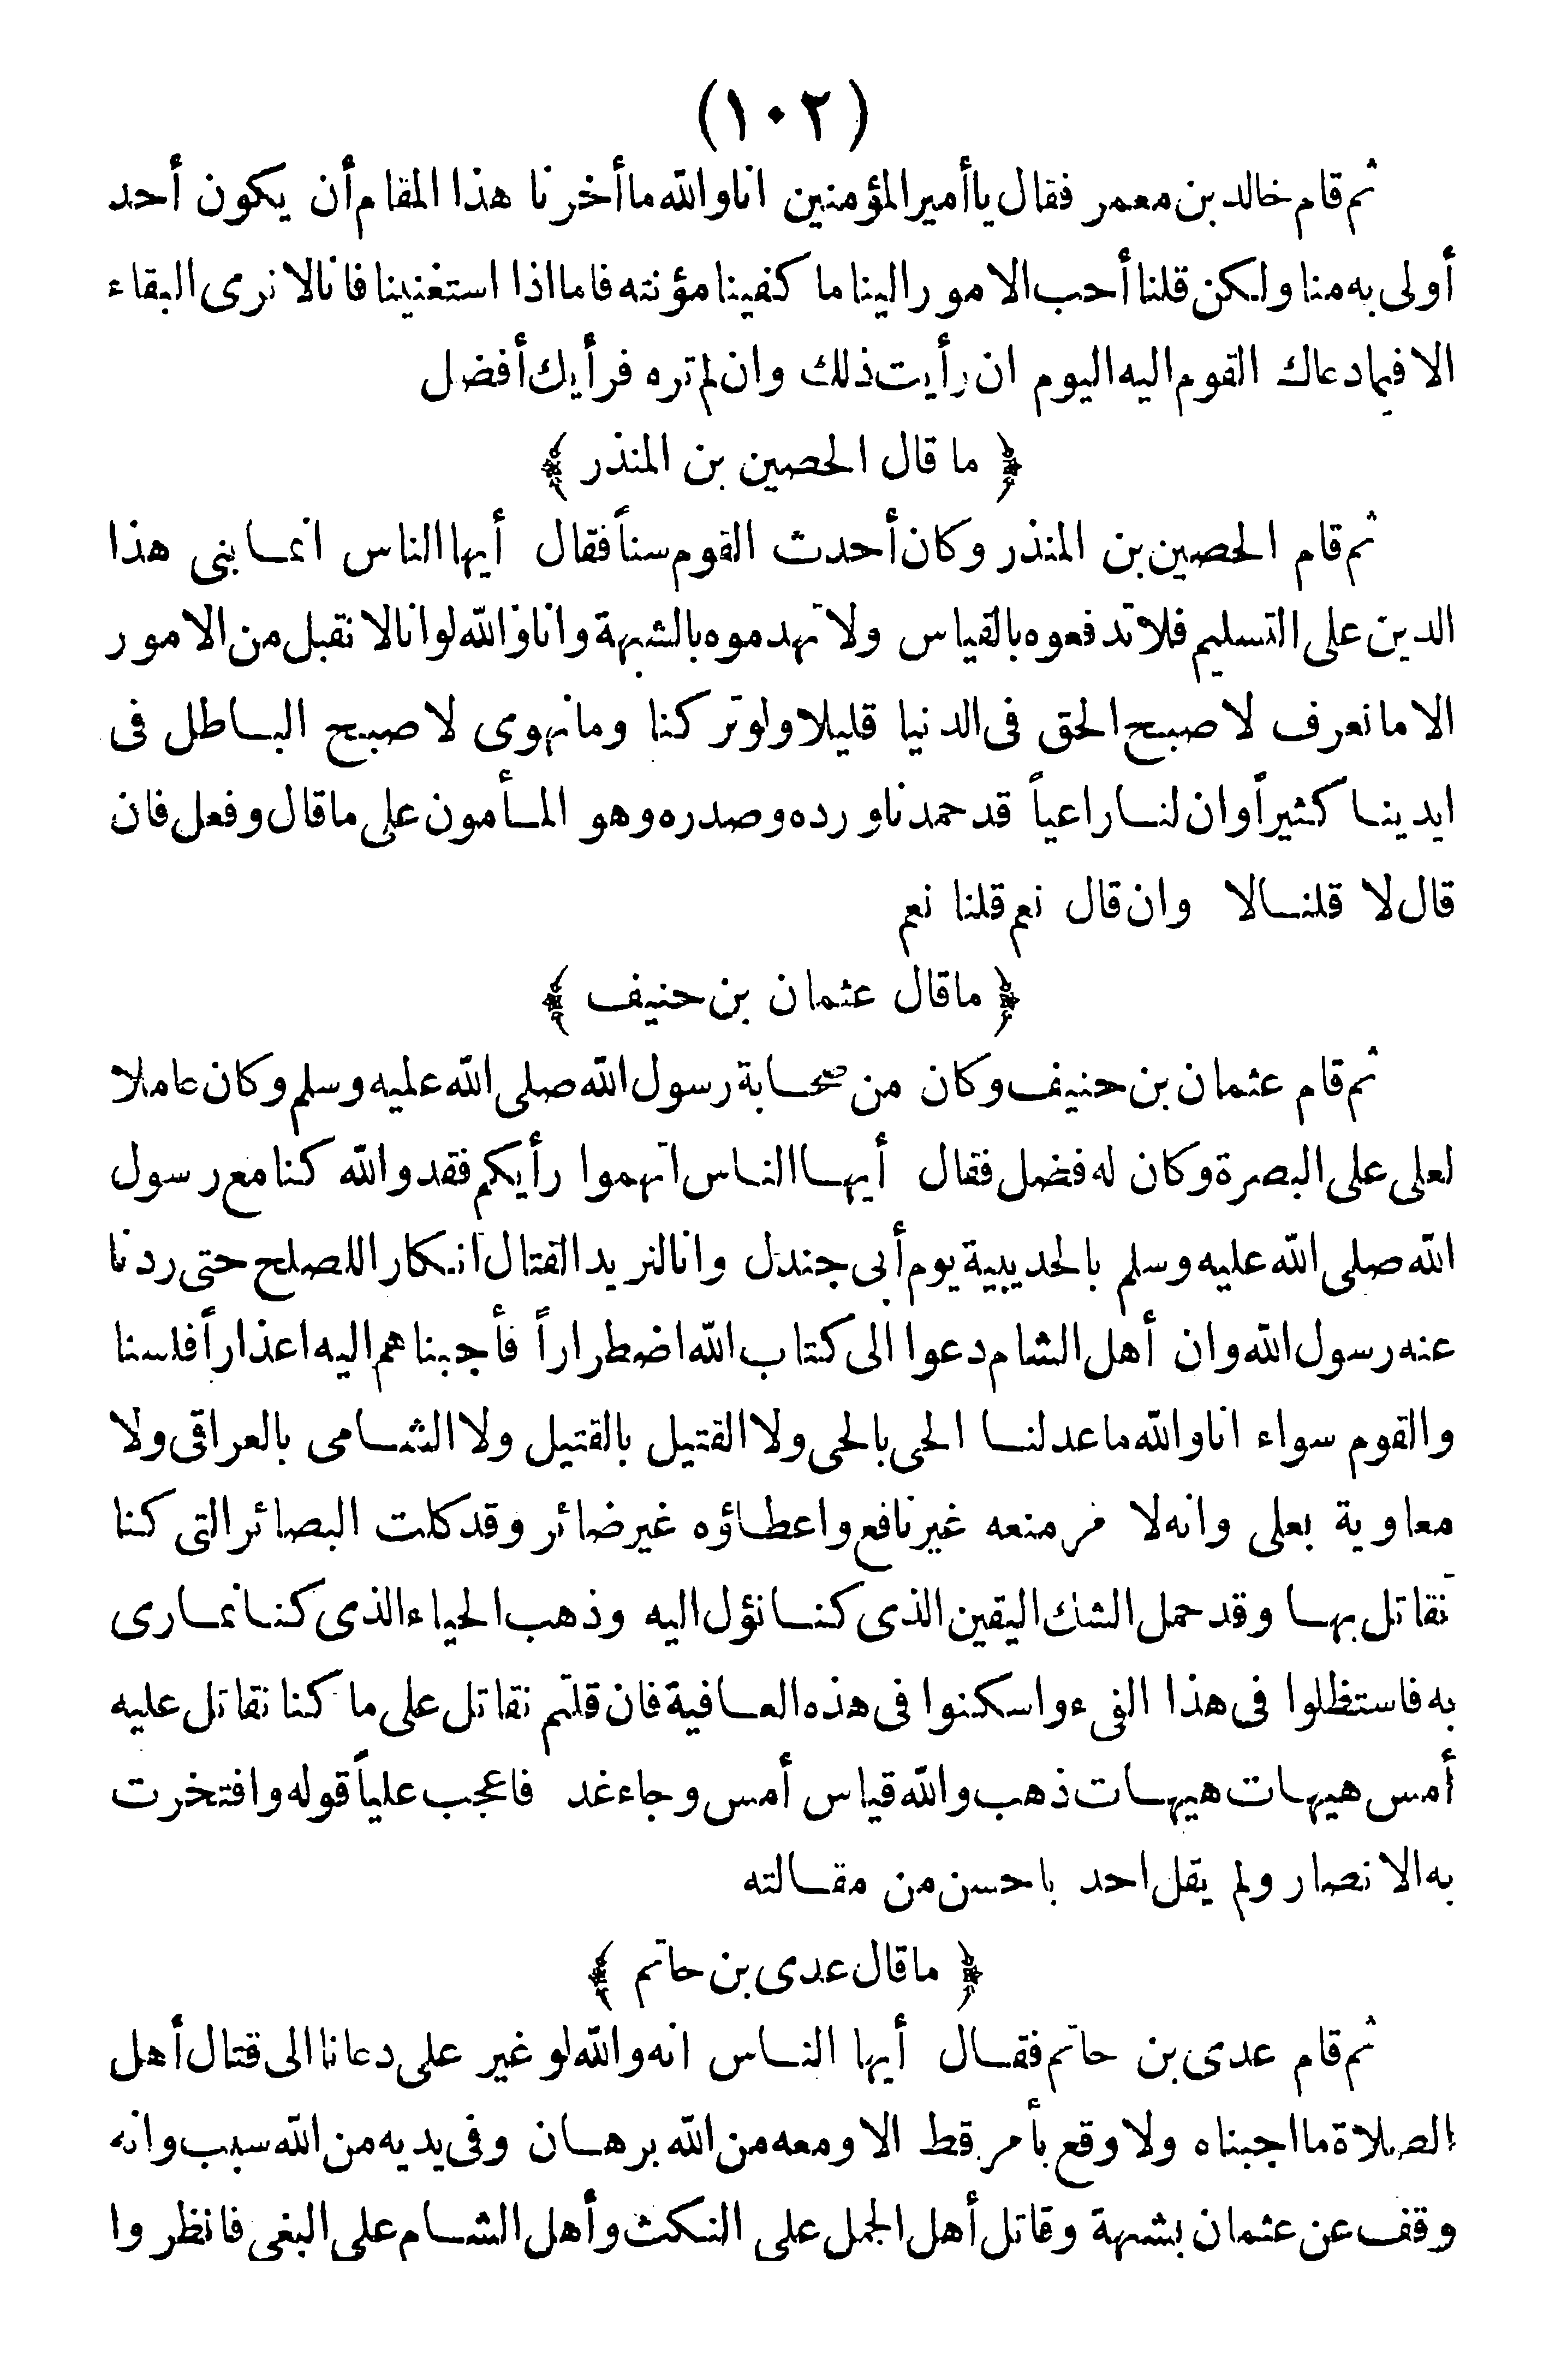 (١٠٢)
ثم قام خالد بن معمر فقال يا أمير المؤمنين انا والله ما أخرنا هذا المقام أن يكون أحد
أولى به منا ولكن قلنا أحب الامور الينا ما كفينا مؤنته فاما اذا استغنينا فانا لا نرى البقاء
الا فيما دعاك القوم اليه اليوم ان رأيت ذلك وان لم تره فرأيك أفضل
﴿ ما قال الحصين بن المنذر ﴾
ثم قام الحصين بن المنذر وكان أحدث القوم سناً فقال أيها الناس انما بنى هذا
الدين على التسليم فلا تدفعوه بالقياس ولا تهدموه بالشبهة وانا والله لو انا لا نقبل من الامور
الا ما نعرف لاصبح الحق فى الدنيا قليلا ولو تركنا وما نهوى لاصبح الباطل فى
ايدينا كثيراً وان لنا راعياً قد حمدنا ورده وصدره وهو المأمون على ما قال وفعل فان
قال لا قلنا لا وان قال نعم قلنا نعم
﴿ ما قال عثمان بن حنيف ﴾
ثم قام عثمان بن حنيف وكان من صحابة رسول الله صلى الله عليه وسلم وكان عاملا
لعلى على البصرة وكان له فضل فقال أيها الناس اتهموا رأيكم فقد والله كنا مع رسول
الله صلى الله عليه وسلم بالحديبية يوم أبى جندل وانا لنريد القتال انكارا للصلح حتى ردنا
عنه رسول الله وان أهل الشام دعوا الى كتاب الله اضطراراً فأجبناهم اليه اعذاراً فلسنا
والقوم سواء انا والله ما عدلنا الحى بالحى ولا القتيل بالقتيل ولا الشامى بالعراقى ولا
معاوية بعلى وانه لا مر منعه غير نافع واعطاؤه غير ضائر وقد كلت البصائر التى كنا
نقاتل بها وقد حمل الشك اليقين الذى كنا نؤل اليه وذهب الحياء الذى كنا نمارى
به فاستظلوا فى هذا الفىء واسكنوا فى هذه العافية فان قلتم نقاتل على ما كنا نقاتل عليه
أمس هيهات هيهات ذهب والله قياس أمس وجاء غد فاعجب علياً قوله وافتخرت
به الانصار ولم يقل احد باحسن من مقالته
﴿ ما قال عدى بن حاتم ﴾
ثم قام عدى بن حاتم فقال أيها الناس انه والله لو غير على دعانا الى قتال أهل
الصلاة ما اجبناه ولا وقع بأمر قط الا ومعه من الله برهان وفى يديه من الله سبب وانه
وقف عن عثمان بشبهة وقاتل أهل الجمل على النكث وأهل الشام على البغى فانظروا